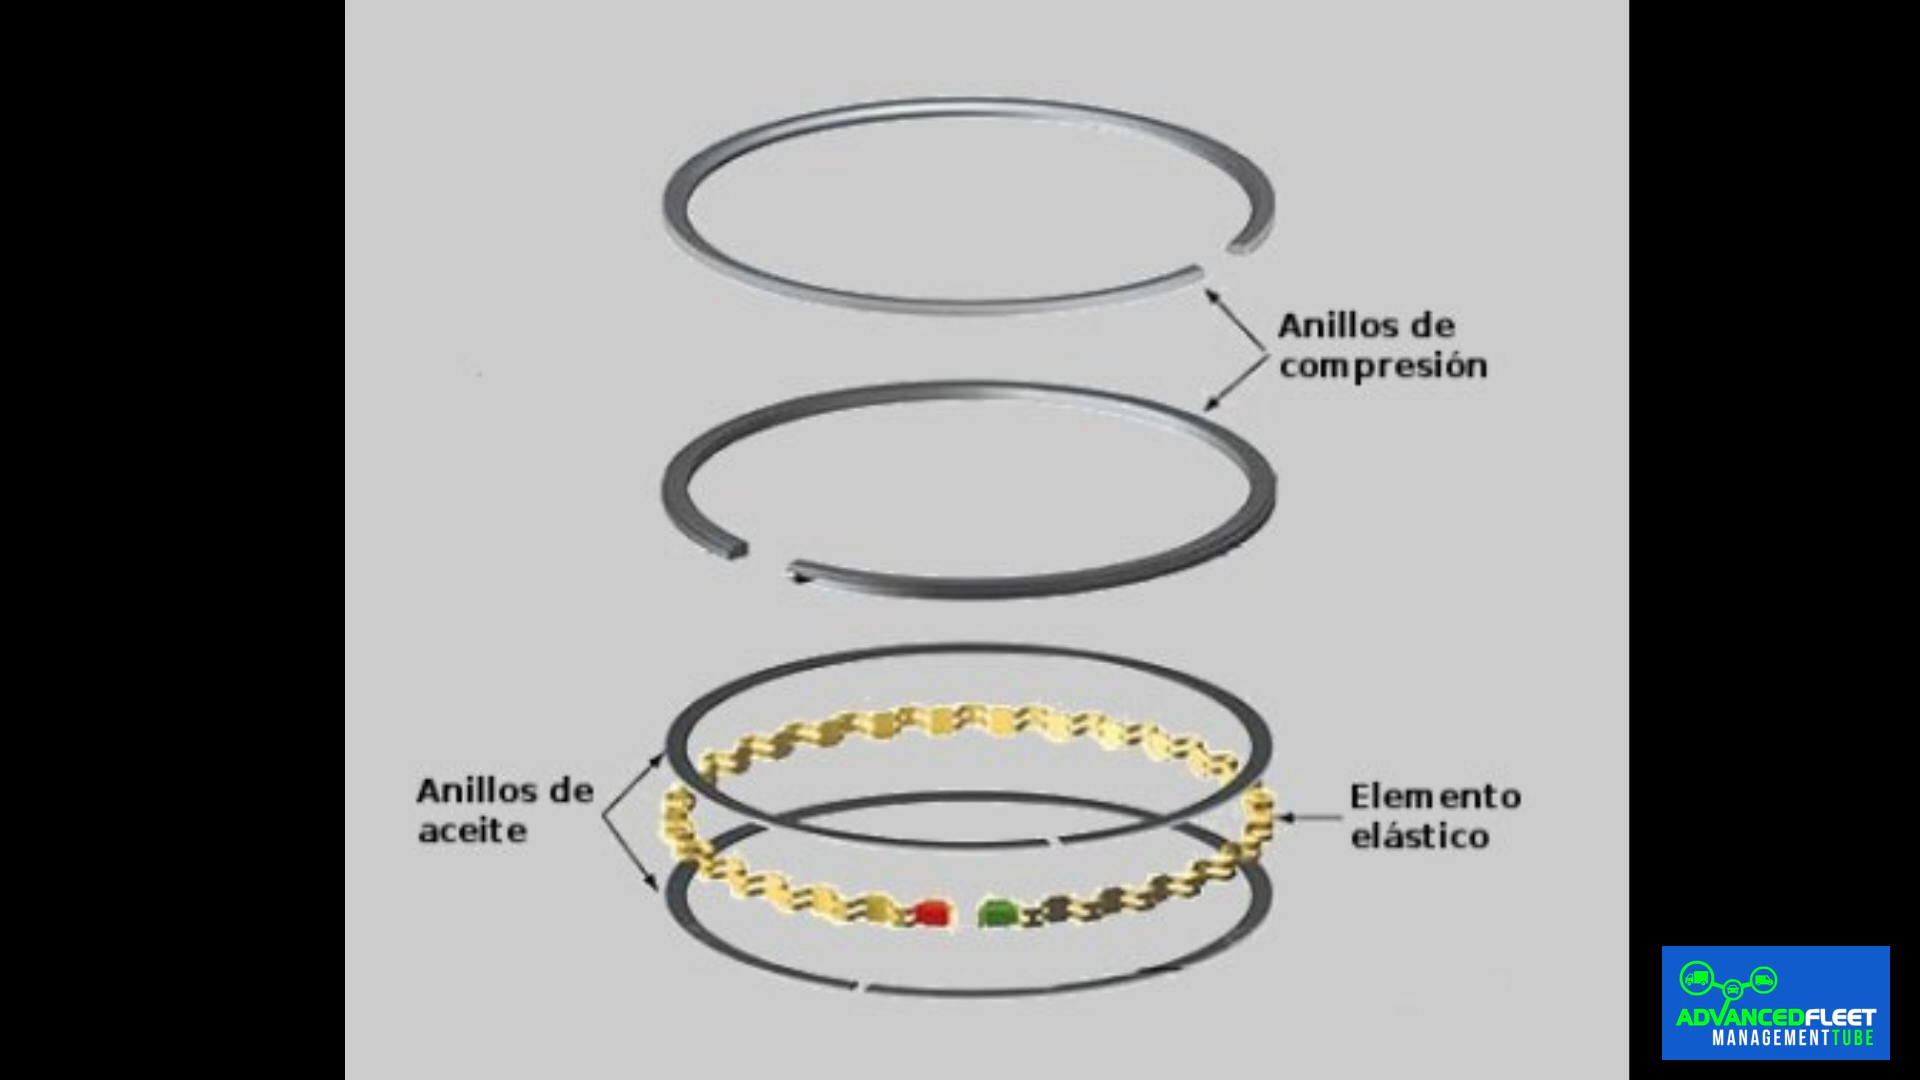 Anillos de
compresión
Anillos de
aceite
Elemento
elástico
ADVANCEDFLEET
MANAGEMENTTUBE